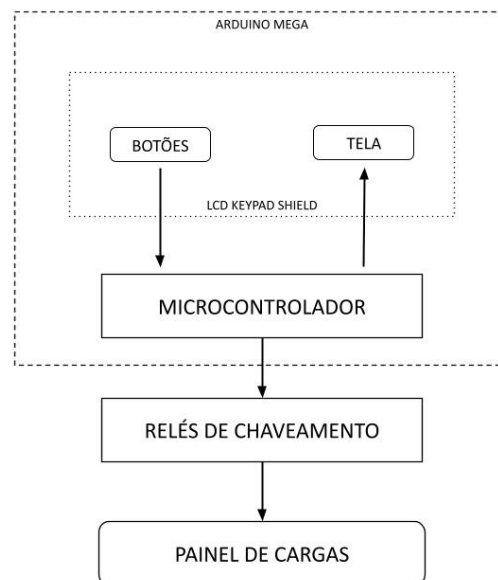 ARDUINO MEGA
BOTÕES
TELA
LCD KEYPAD SHIELD
MICROCONTROLADOR
RELÉS DE CHAVEAMENTO
PAINEL DE CARGAS